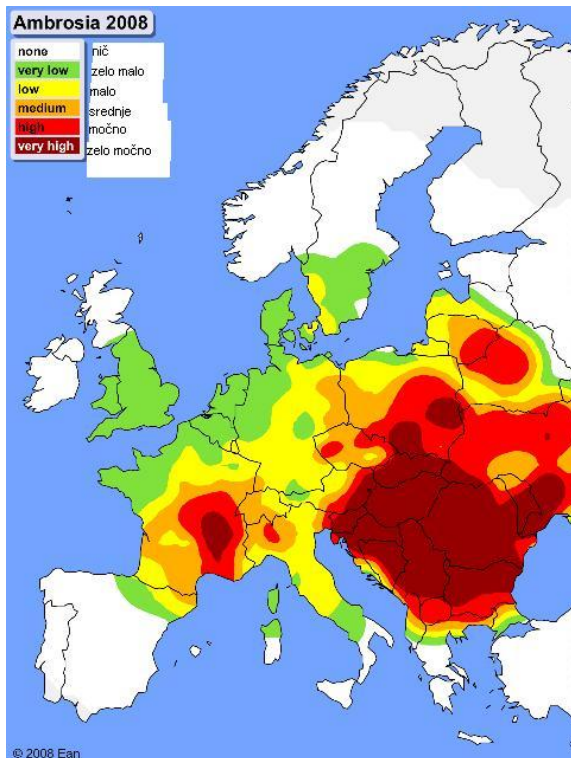 Ambrosia 2008
none nič
very low zelo malo
low malo
medium srednje
high močno
very high zelo močno
© 2008 Ean